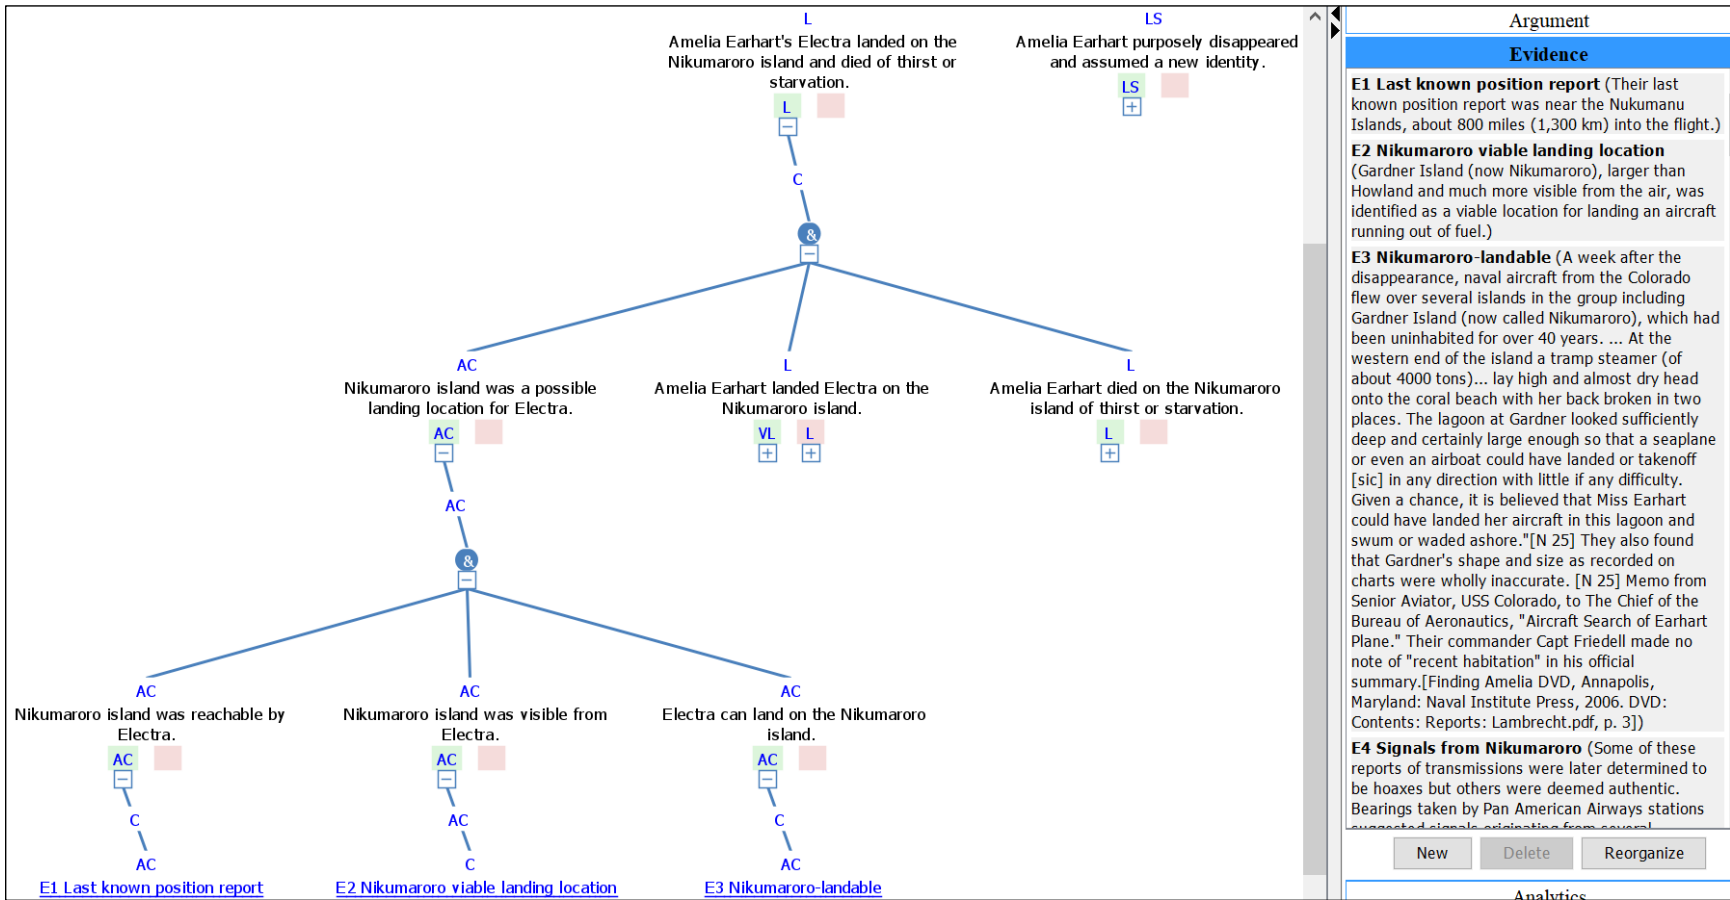 L
Amelia Earhart's Electra landed on the
Nikumaroro island and died of thirst or
starvation.
L
LS
Amelia Earhart purposely disappeared
and assumed a new identity.
LS
C
&
AC
Nikumaroro island was a possible
landing location for Electra.
AC
L
Amelia Earhart landed Electra on the
Nikumaroro island.
VL L
L
Amelia Earhart died on the Nikumaroro
island of thirst or starvation.
L
AC
&
AC
Nikumaroro island was reachable by
Electra.
AC
C
AC
E1 Last known position report
AC
Nikumaroro island was visible from
Electra.
AC
AC
C
E2 Nikumaroro viable landing location
AC
Electra can land on the Nikumaroro
island.
AC
C
AC
E3 Nikumaroro-landable
Argument
Evidence
E1 Last known position report (Their last
known position report was near the Nukumanu
Islands, about 800 miles (1,300 km) into the flight.)
E2 Nikumaroro viable landing location
(Gardner Island (now Nikumaroro), larger than
Howland and much more visible from the air, was
identified as a viable location for landing an aircraft
running out of fuel.)
E3 Nikumaroro-landable (A week after the
disappearance, naval aircraft from the Colorado
flew over several islands in the group including
Gardner Island (now called Nikumaroro), which had
been uninhabited for over 40 years. ... At the
western end of the island a tramp steamer (of
about 4000 tons)... lay high and almost dry head
onto the coral beach with her back broken in two
places. The lagoon at Gardner looked sufficiently
deep and certainly large enough so that a seaplane
or even an airboat could have landed or takenoff
[sic] in any direction with little if any difficulty.
Given a chance, it is believed that Miss Earhart
could have landed her aircraft in this lagoon and
swum or waded ashore."[N 25] They also found
that Gardner's shape and size as recorded on
charts were wholly inaccurate. [N 25] Memo from
Senior Aviator, USS Colorado, to The Chief of the
Bureau of Aeronautics, "Aircraft Search of Earhart
Plane." Their commander Capt Friedell made no
note of "recent habitation" in his official
summary.[Finding Amelia DVD, Annapolis,
Maryland: Naval Institute Press, 2006. DVD:
Contents: Reports: Lambrecht.pdf, p. 3])
E4 Signals from Nikumaroro (Some of these
reports of transmissions were later determined to
be hoaxes but others were deemed authentic.
Bearings taken by Pan American Airways stations
suggested signals originating from several
New Delete Reorganize
Analytics